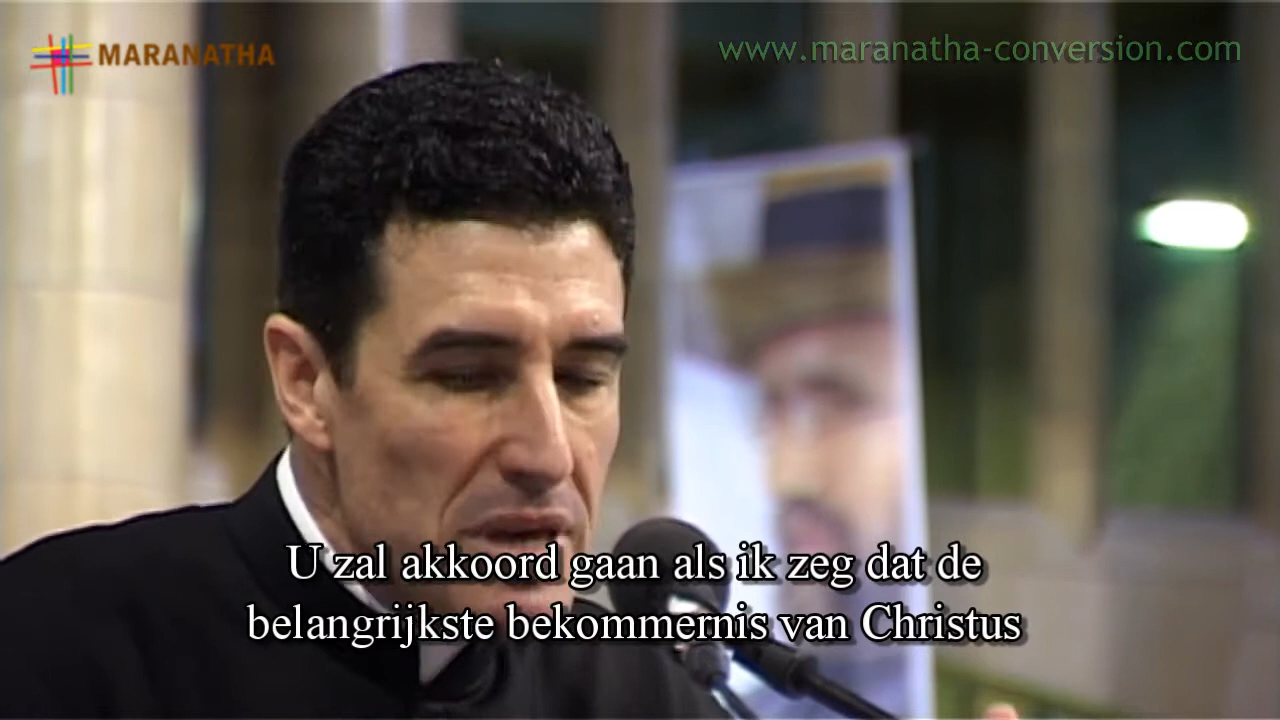 MARANATHA
www.maranatha-conversion.com
U zal akkoord gaan als ik zeg dat de
belangrijkste bekommernis van Christus